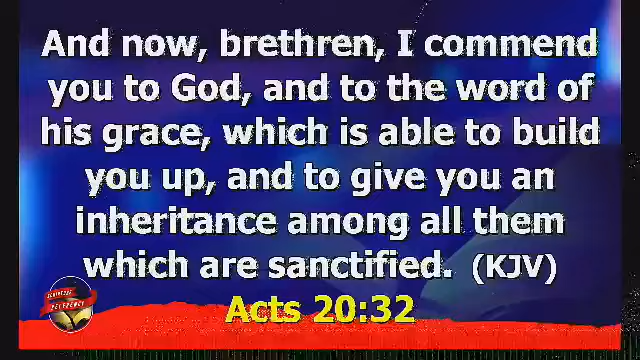 And now, brethren, I commend
you to God, and to the word of
his grace, which is able to build
you up, and to give you an
inheritance among all them
which are sanctified. (KJV)
Acts 20:32